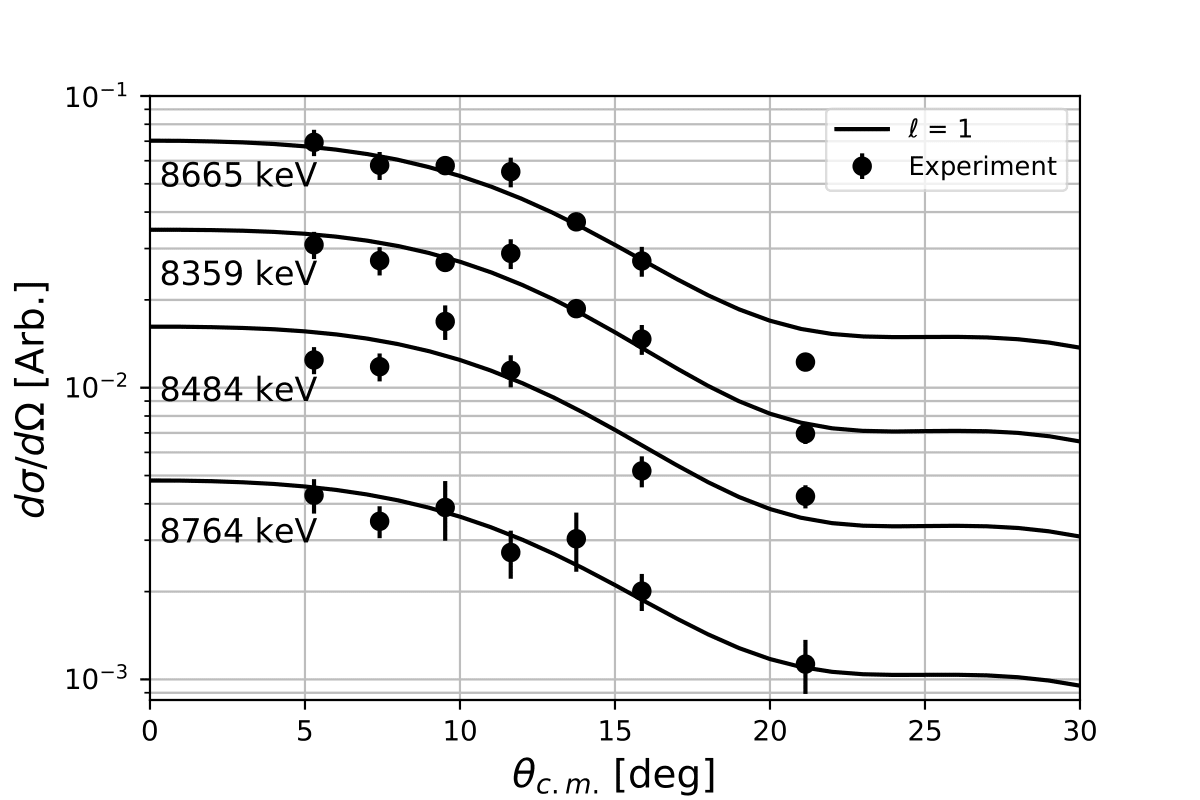 10⁻¹
ℓ = 1
Experiment
8665 keV
8359 keV
10⁻²
8484 keV
8764 keV
10⁻³
dσ/dΩ [Arb.]
0 5 10 15 20 25 30
θc.m. [deg]